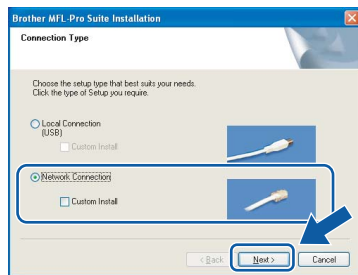 Brother MFL-Pro Suite Installation
Connection Type
Choose the setup type that best suits your needs.
Click the type of Setup you require.
Local Connection
(USB)
Custom Install
Network Connection
Custom Install
< Back
Next >
Cancel